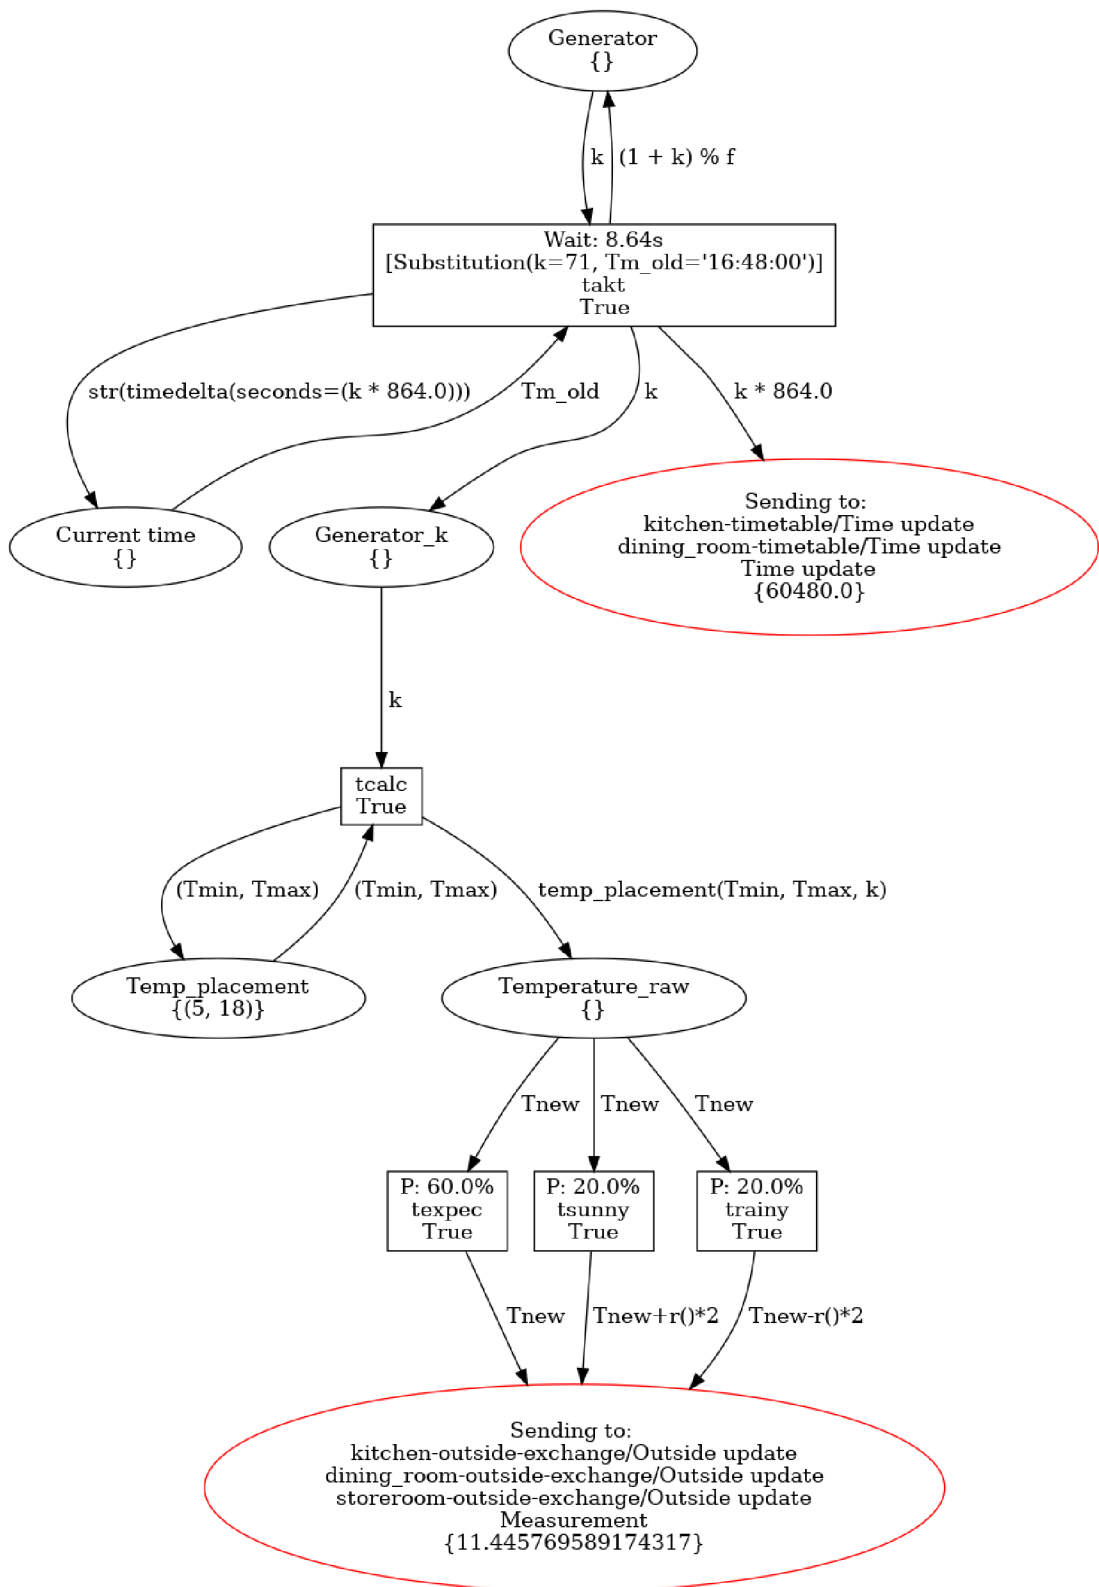 Generator
{}
k
(1 + k) % f
Wait: 8.64s
[Substitution(k=71, Tm_old='16:48:00')]
takt
True
str(timedelta(seconds=(k * 864.0)))
Tm_old
k
k * 864.0
Current time
{}
Generator_k
{}
Sending to:
kitchen-timetable/Time update
dining_room-timetable/Time update
Time update
{60480.0}
k
tcalc
True
(Tmin, Tmax)
(Tmin, Tmax)
temp_placement(Tmin, Tmax, k)
Temp_placement
{(5, 18)}
Temperature_raw
{}
Tnew
Tnew
Tnew
P: 60.0%
texpec
True
P: 20.0%
tsunny
True
P: 20.0%
trainy
True
Tnew
Tnew+r()*2
Tnew-r()*2
Sending to:
kitchen-outside-exchange/Outside update
dining_room-outside-exchange/Outside update
storeroom-outside-exchange/Outside update
Measurement
{11.445769589174317}